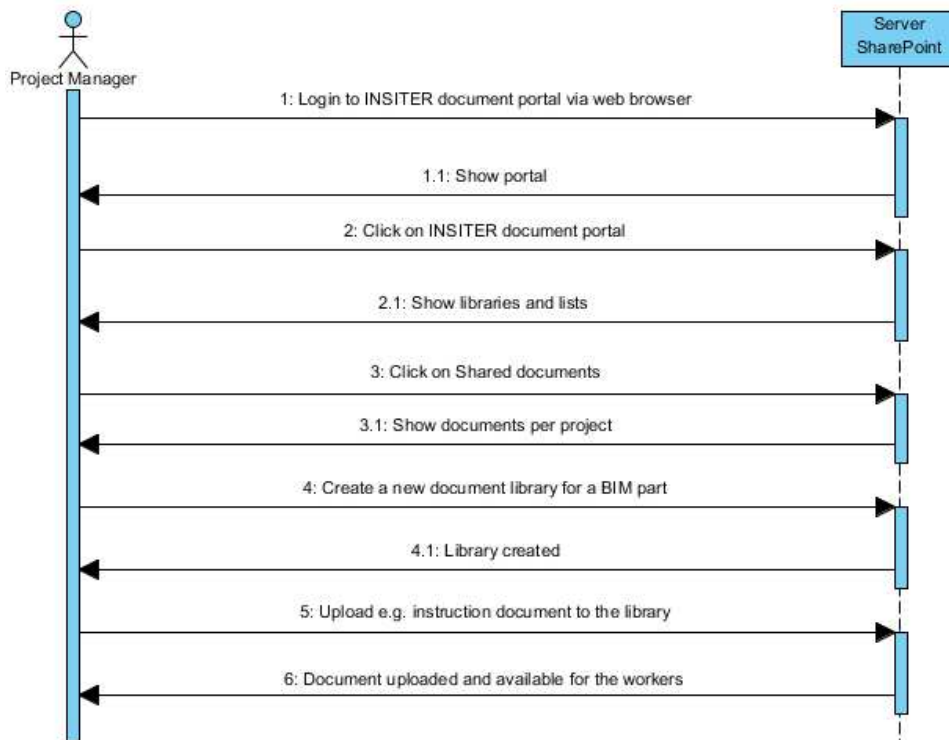 Server
SharePoint
Project Manager
1: Login to INSITER document portal via web browser
1.1: Show portal
2: Click on INSITER document portal
2.1: Show libraries and lists
3: Click on Shared documents
3.1: Show documents per project
4: Create a new document library for a BIM part
4.1: Library created
5: Upload e.g. instruction document to the library
6: Document uploaded and available for the workers